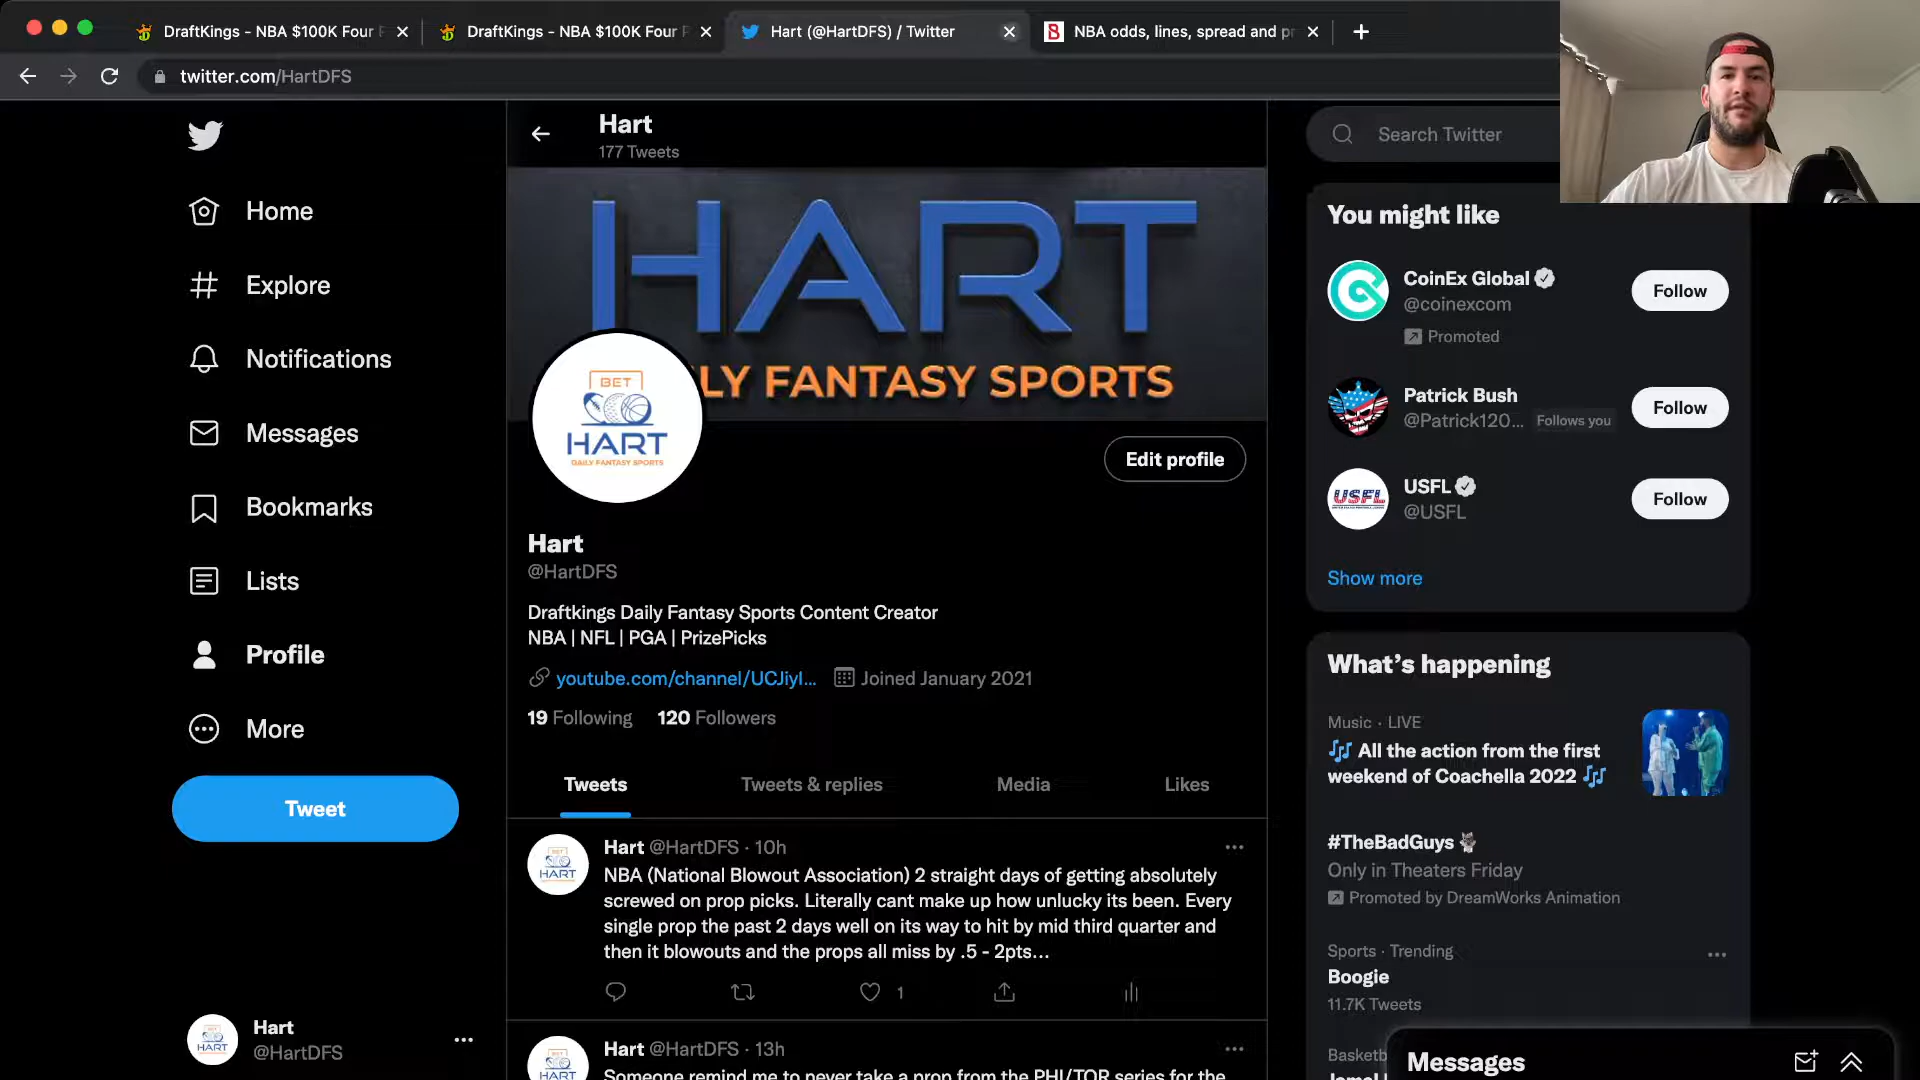 DraftKings - NBA $100K Four
DraftKings - NBA $100K Four
Hart (@HartDFS) / Twitter
NBA odds, lines, spread and pr
twitter.com/HartDFS
Home
Explore
Notifications
Messages
Bookmarks
Lists
Profile
More
Tweet
Hart
@HartDFS
Hart
177 Tweets
HART
LY FANTASY SPORTS
BET
HART
DAILY FANTASY SPORTS
Edit profile
Hart
@HartDFS
Draftkings Daily Fantasy Sports Content Creator
NBA | NFL | PGA | PrizePicks
youtube.com/channel/UCJiyI... Joined January 2021
19 Following 120 Followers
Tweets Tweets & replies Media Likes
BET
HART
Hart @HartDFS · 10h
NBA (National Blowout Association) 2 straight days of getting absolutely
screwed on prop picks. Literally cant make up how unlucky its been. Every
single prop the past 2 days well on its way to hit by mid third quarter and
then it blowouts and the props all miss by .5 - 2pts...
1
HART
Hart @HartDFS · 13h
Someone remind me to never take a prop from the PHI/TOR series for the
Search Twitter
You might like
CoinEx Global
@coinexcom
Promoted
Follow
Patrick Bush
@Patrick120... Follows you
Follow
USFL
USFL
@USFL
Follow
Show more
What's happening
Music · LIVE
🎶 All the action from the first
weekend of Coachella 2022 🎶
#TheBadGuys
Only in Theaters Friday
Promoted by DreamWorks Animation
Sports · Trending
Boogie
11.7K Tweets
Basketb
Messages
HART